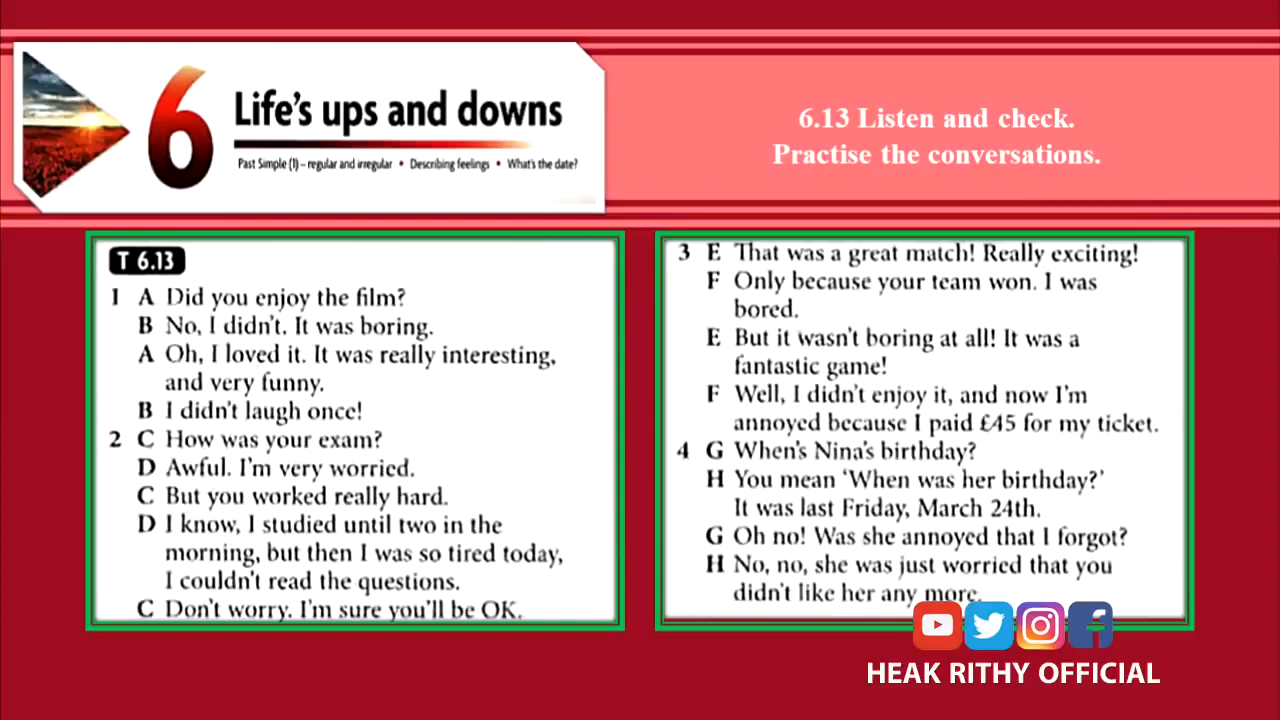 6
Life's ups and downs
Past Simple (1) – regular and irregular • Describing feelings • What's the date?
6.13 Listen and check.
Practise the conversations.
T 6.13
1 A Did you enjoy the film?
B No, I didn't. It was boring.
A Oh, I loved it. It was really interesting,
and very funny.
B I didn't laugh once!
2 C How was your exam?
D Awful. I'm very worried.
C But you worked really hard.
D I know, I studied until two in the
morning, but then I was so tired today,
I couldn't read the questions.
C Don't worry. I'm sure you'll be OK.
3 E That was a great match! Really exciting!
F Only because your team won. I was
bored.
E But it wasn't boring at all! It was a
fantastic game!
F Well, I didn't enjoy it, and now I'm
annoyed because I paid £45 for my ticket.
4 G When's Nina's birthday?
H You mean 'When was her birthday?'
It was last Friday, March 24th.
G Oh no! Was she annoyed that I forgot?
H No, no, she was just worried that you
didn't like her any more.
HEAK RITHY OFFICIAL